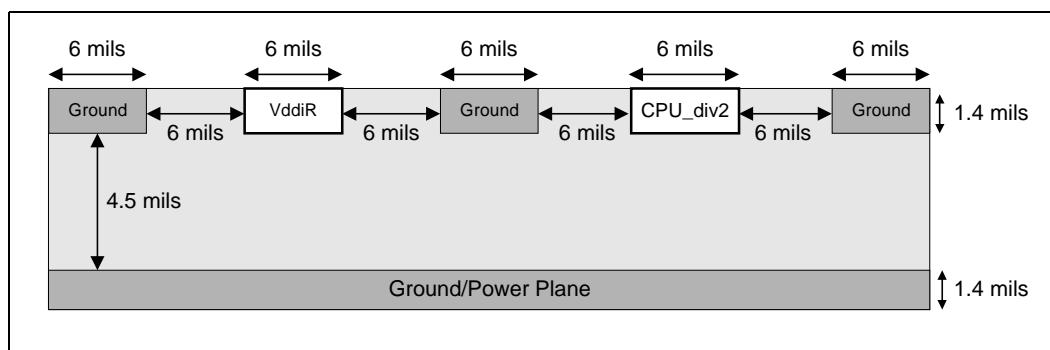 6 mils 6 mils 6 mils 6 mils 6 mils
Ground VddiR Ground CPU_div2 Ground
1.4 mils
6 mils 6 mils 6 mils 6 mils
4.5 mils
Ground/Power Plane
1.4 mils